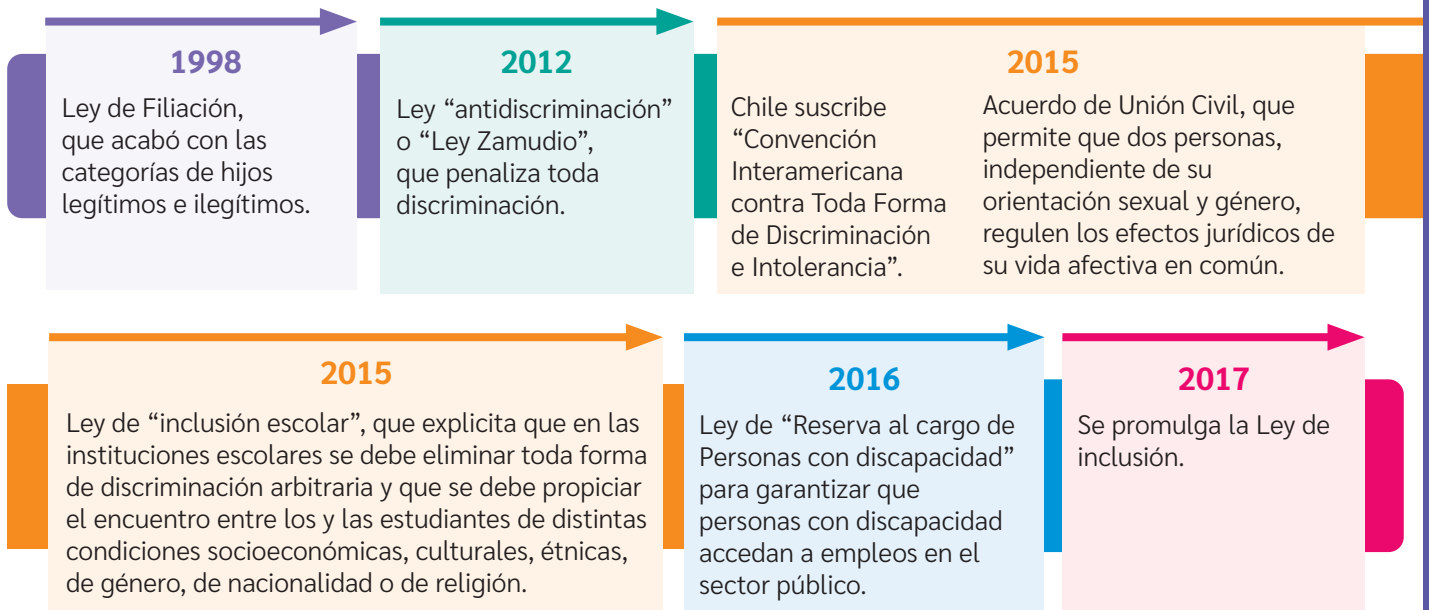 1998
Ley de Filiación,
que acabó con las
categorías de hijos
legítimos e ilegítimos.
2012
Ley “antidiscriminación”
o “Ley Zamudio”,
que penaliza toda
discriminación.
2015
Chile suscribe
“Convención
Interamericana
contra Toda Forma
de Discriminación
e Intolerancia”.
Acuerdo de Unión Civil, que
permite que dos personas,
independiente de su
orientación sexual y género,
regulen los efectos jurídicos de
su vida afectiva en común.
2015
Ley de “inclusión escolar”, que explicita que en las
instituciones escolares se debe eliminar toda forma
de discriminación arbitraria y que se debe propiciar
el encuentro entre los y las estudiantes de distintas
condiciones socioeconómicas, culturales, étnicas,
de género, de nacionalidad o de religión.
2016
Ley de “Reserva al cargo de
Personas con discapacidad”
para garantizar que
personas con discapacidad
accedan a empleos en el
sector público.
2017
Se promulga la Ley de
inclusión.